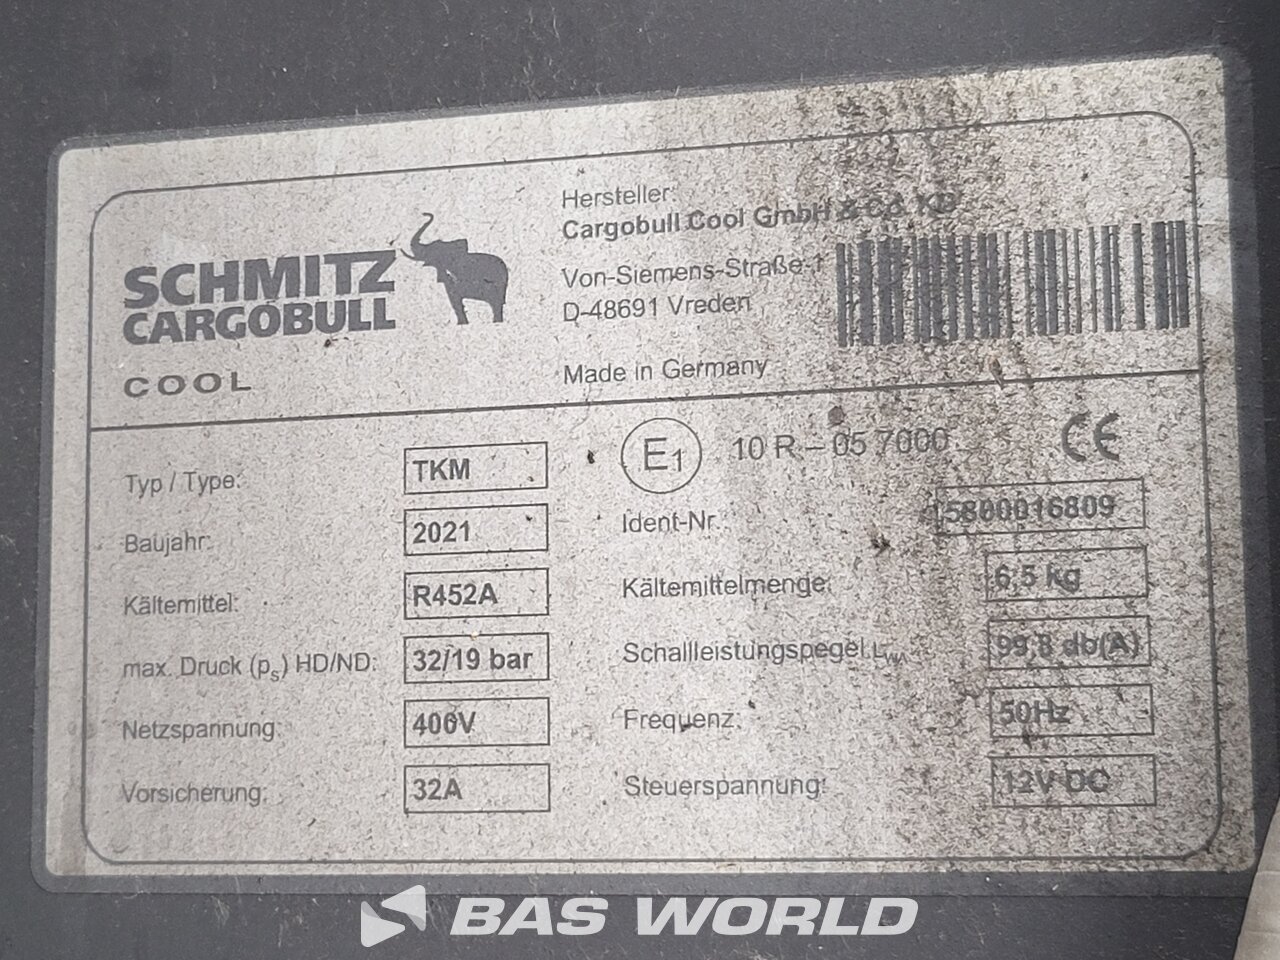 SCHMITZ
CARGOBULL
COOL
Hersteller:
Cargobull Cool GmbH & Co. KG
Von-Siemens-Straße 1
D-48691 Vreden
Made in Germany
Typ / Type: TKM
Baujahr: 2021
Kältemittel: R452A
max. Druck (ps) HD/ND: 32/19 bar
Netzspannung: 400V
Vorsicherung: 32A
E1 10 R – 05 7000 CE
Ident-Nr.: 15800016809
Kältemittelmenge: 6,5 kg
Schallleistungspegel LWA 99,8 db(A)
Frequenz: 50Hz
Steuerspannung: 12V DC
BAS WORLD